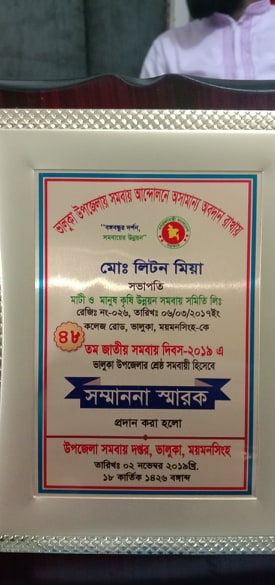 ভালুকা উপজেলায় সমবায় আন্দোলনে অসামান্য অবদান রাখায়
"বঙ্গবন্ধুর দর্শন,
সমবায়ের উন্নয়ন"
মোঃ লিটন মিয়া
সভাপতি
মাটি ও মানুষ কৃষি উন্নয়ন সমবায় সমিতি লিঃ
রেজিঃ নং-০২৬, তারিখঃ ০৬/০৩/২০১৭ইং
কলেজ রোড, ভালুকা, ময়মনসিংহ-কে
৪৮ তম জাতীয় সমবায় দিবস-২০১৯ এ
ভালুকা উপজেলার শ্রেষ্ঠ সমবায়ী হিসেবে
সম্মাননা স্মারক
প্রদান করা হলো
উপজেলা সমবায় দপ্তর, ভালুকা, ময়মনসিংহ
তারিখঃ ০২ নভেম্বর ২০১৯খ্রি.
১৮ কার্তিক ১৪২৬ বঙ্গাব্দ